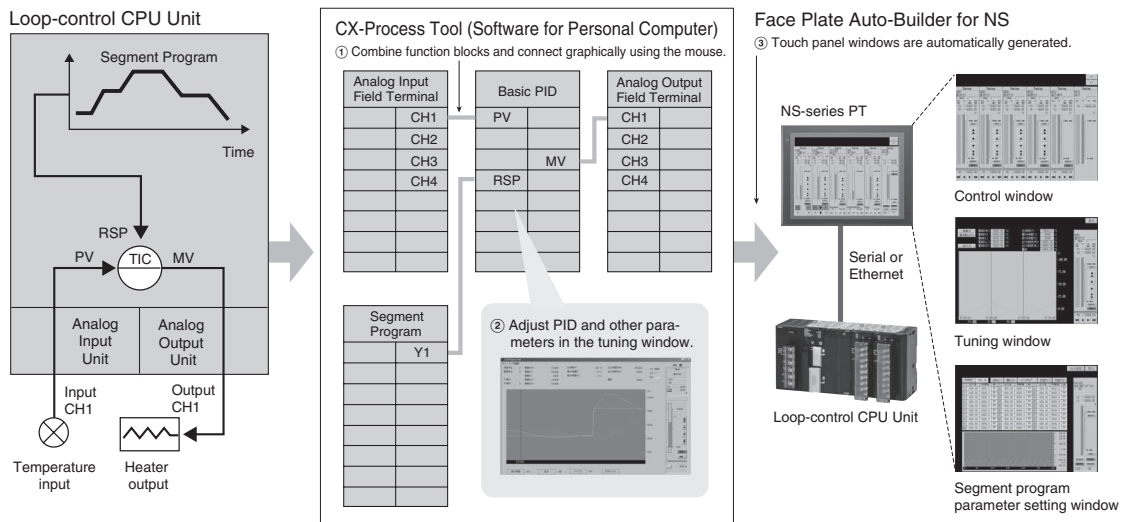 Loop-control CPU Unit
Segment Program
Time
RSP
PV
TIC
MV
Analog
Input
Unit
Analog
Output
Unit
Input
CH1
Output
CH1
Temperature
input
Heater
output
CX-Process Tool (Software for Personal Computer)
① Combine function blocks and connect graphically using the mouse.
Analog Input
Field Terminal
CH1
CH2
CH3
CH4
Basic PID
PV
MV
RSP
Analog Output
Field Terminal
CH1
CH2
CH3
CH4
Segment
Program
Y1
② Adjust PID and other para-
meters in the tuning window.
Face Plate Auto-Builder for NS
③ Touch panel windows are automatically generated.
NS-series PT
Serial or
Ethernet
Loop-control CPU Unit
Control window
Tuning window
Segment program
parameter setting window